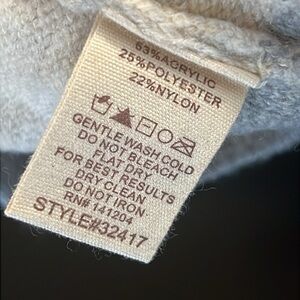 53%ACRYLIC
25%POLYESTER
22%NYLON
GENTLE WASH COLD
DO NOT BLEACH
FLAT DRY
FOR BEST RESULTS
DRY CLEAN
DO NOT IRON
RN# 141204
STYLE#32417